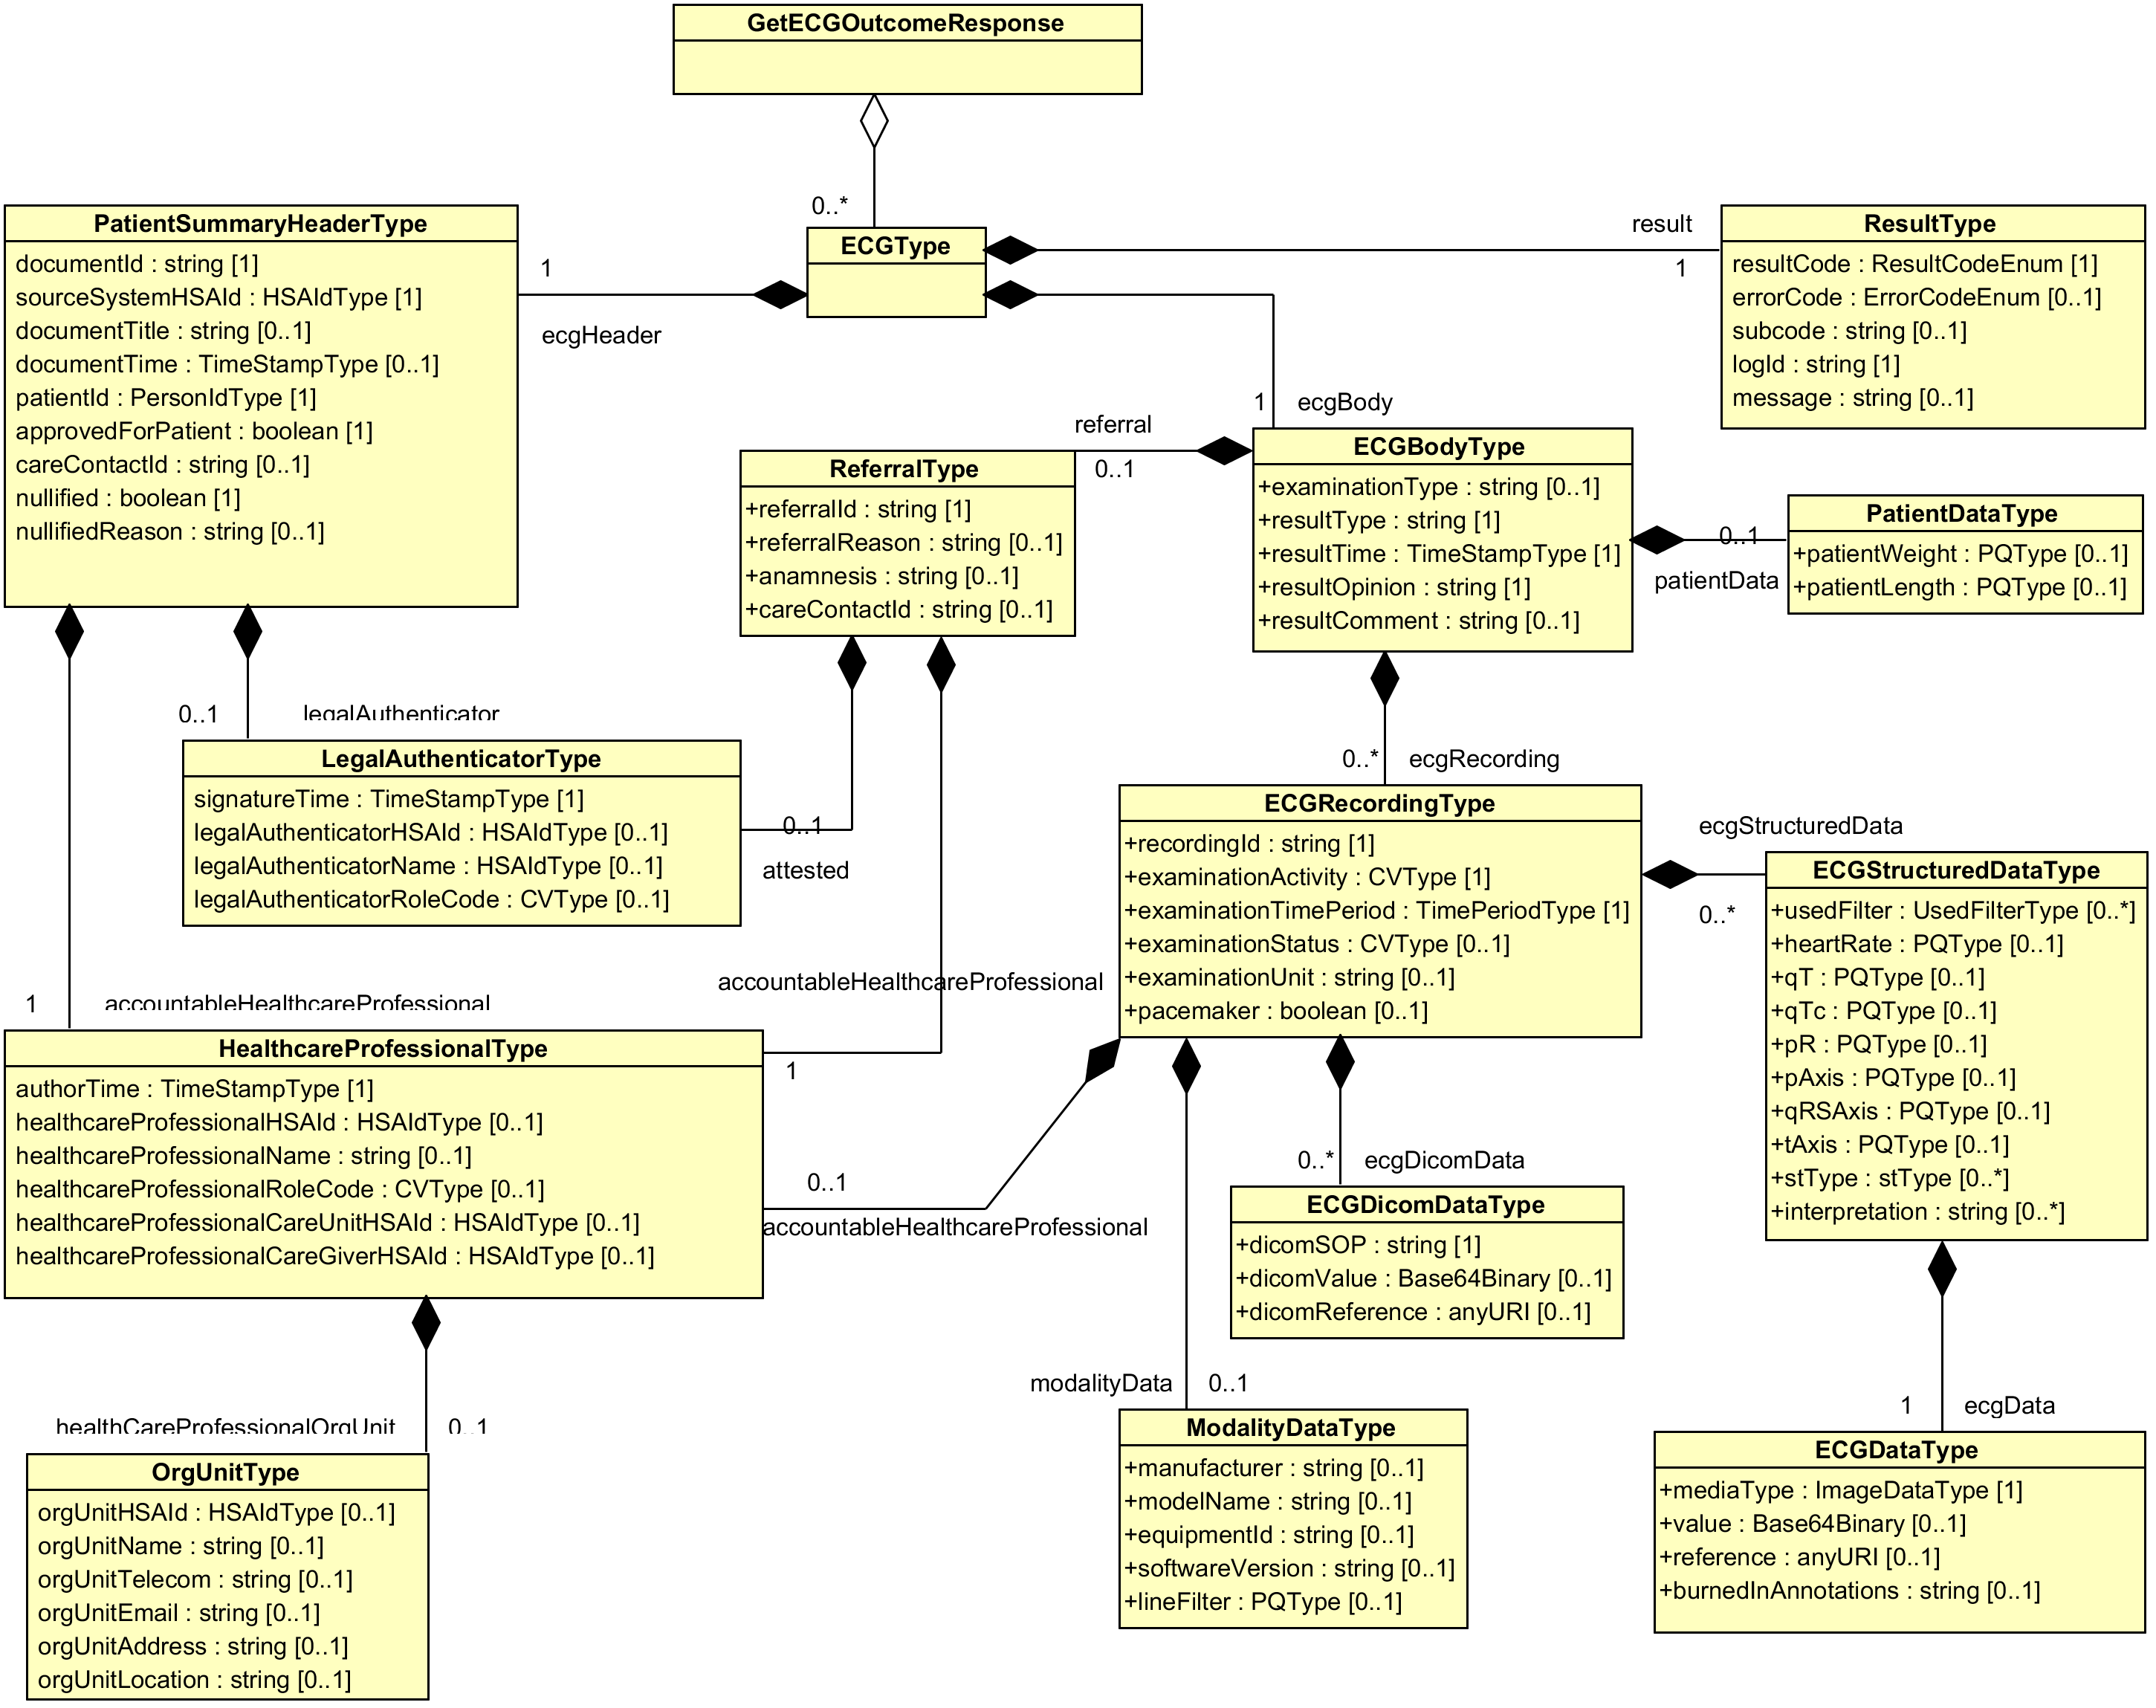 GetECGOutcomeResponse
0..*
PatientSummaryHeaderType
documentId : string [1]
sourceSystemHSAId : HSAIdType [1]
documentTitle : string [0..1]
documentTime : TimeStampType [0..1]
patientId : PersonIdType [1]
approvedForPatient : boolean [1]
careContactId : string [0..1]
nullified : boolean [1]
nullifiedReason : string [0..1]
1
ecgHeader
ECGType
result
1
ResultType
resultCode : ResultCodeEnum [1]
errorCode : ErrorCodeEnum [0..1]
subcode : string [0..1]
logId : string [1]
message : string [0..1]
1
ecgBody
referral
0..1
ReferralType
+referralId : string [1]
+referralReason : string [0..1]
+anamnesis : string [0..1]
+careContactId : string [0..1]
ECGBodyType
+examinationType : string [0..1]
+resultType : string [1]
+resultTime : TimeStampType [1]
+resultOpinion : string [1]
+resultComment : string [0..1]
0..1
patientData
PatientDataType
+patientWeight : PQType [0..1]
+patientLength : PQType [0..1]
0..1
legalAuthenticator
LegalAuthenticatorType
signatureTime : TimeStampType [1]
legalAuthenticatorHSAId : HSAIdType [0..1]
legalAuthenticatorName : HSAIdType [0..1]
legalAuthenticatorRoleCode : CVType [0..1]
0..1
attested
0..*
ecgRecording
ECGRecordingType
+recordingId : string [1]
+examinationActivity : CVType [1]
+examinationTimePeriod : TimePeriodType [1]
+examinationStatus : CVType [0..1]
+examinationUnit : string [0..1]
+pacemaker : boolean [0..1]
ecgStructuredData
0..*
ECGStructuredDataType
+usedFilter : UsedFilterType [0..*]
+heartRate : PQType [0..1]
+qT : PQType [0..1]
+qTc : PQType [0..1]
+pR : PQType [0..1]
+pAxis : PQType [0..1]
+qRSAxis : PQType [0..1]
+tAxis : PQType [0..1]
+stType : stType [0..*]
+interpretation : string [0..*]
accountableHealthcareProfessional
1
1
accountableHealthcareProfessional
HealthcareProfessionalType
authorTime : TimeStampType [1]
healthcareProfessionalHSAId : HSAIdType [0..1]
healthcareProfessionalName : string [0..1]
healthcareProfessionalRoleCode : CVType [0..1]
healthcareProfessionalCareUnitHSAId : HSAIdType [0..1]
healthcareProfessionalCareGiverHSAId : HSAIdType [0..1]
0..1
accountableHealthcareProfessional
0..*
ecgDicomData
ECGDicomDataType
+dicomSOP : string [1]
+dicomValue : Base64Binary [0..1]
+dicomReference : anyURI [0..1]
modalityData
0..1
ModalityDataType
+manufacturer : string [0..1]
+modelName : string [0..1]
+equipmentId : string [0..1]
+softwareVersion : string [0..1]
+lineFilter : PQType [0..1]
1
ecgData
ECGDataType
+mediaType : ImageDataType [1]
+value : Base64Binary [0..1]
+reference : anyURI [0..1]
+burnedInAnnotations : string [0..1]
healthCareProfessionalOrgUnit
0..1
OrgUnitType
orgUnitHSAId : HSAIdType [0..1]
orgUnitName : string [0..1]
orgUnitTelecom : string [0..1]
orgUnitEmail : string [0..1]
orgUnitAddress : string [0..1]
orgUnitLocation : string [0..1]